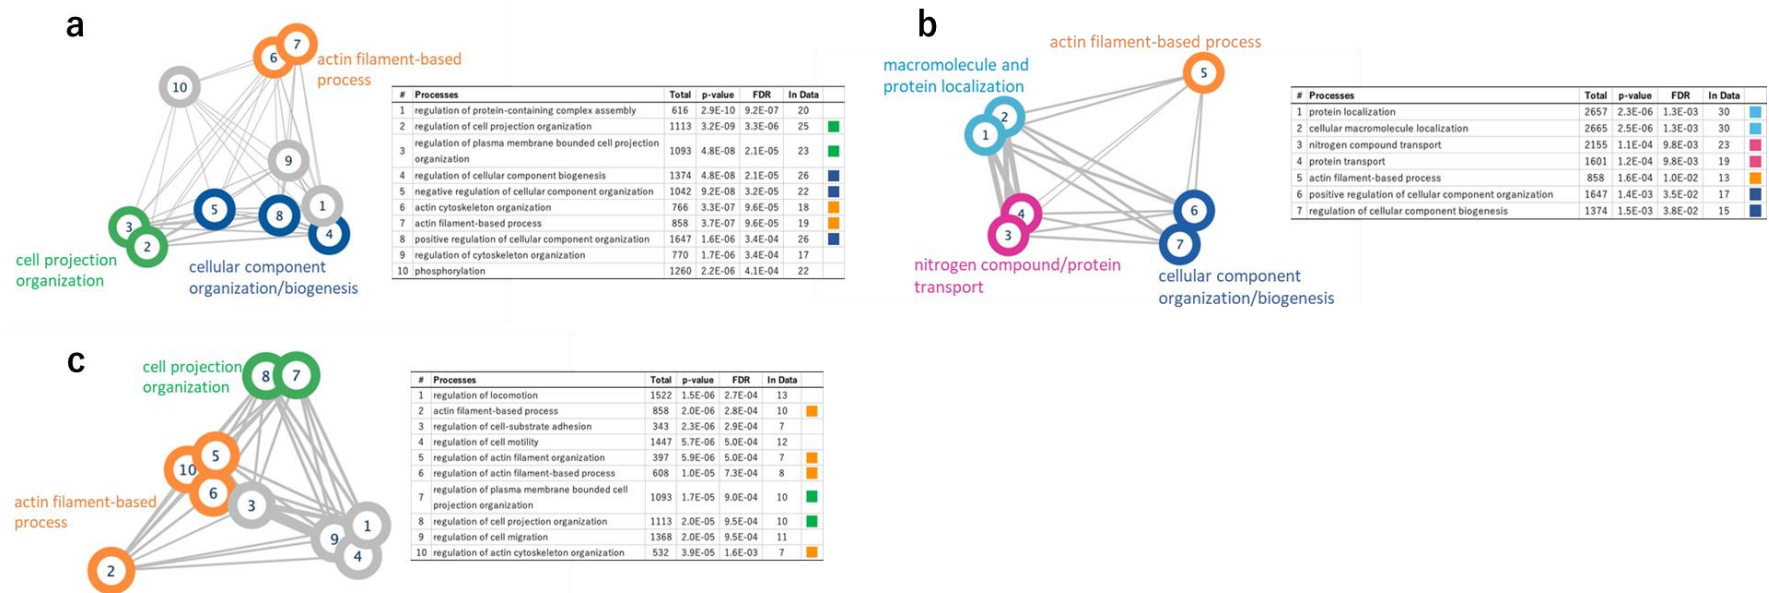 a
6
7
actin filament-based
process
10
9
1
5
8
4
3
2
cell projection
organization
cellular component
organization/biogenesis
# Processes Total p-value FDR In Data
1 regulation of protein-containing complex assembly 616 2.9E-10 9.2E-07 20
2 regulation of cell projection organization 1113 3.2E-09 3.3E-06 25
3 regulation of plasma membrane bounded cell projection
organization 1093 4.8E-08 2.1E-05 23
4 regulation of cellular component biogenesis 1374 4.8E-08 2.1E-05 26
5 negative regulation of cellular component organization 1042 9.2E-08 3.2E-05 22
6 actin cytoskeleton organization 766 3.3E-07 9.6E-05 18
7 actin filament-based process 858 3.7E-07 9.6E-05 19
8 positive regulation of cellular component organization 1647 1.6E-06 3.4E-04 26
9 regulation of cytoskeleton organization 770 1.7E-06 3.4E-04 17
10 phosphorylation 1260 2.2E-06 4.1E-04 22
b
actin filament-based process
macromolecule and
protein localization
5
2
1
4
3
6
7
nitrogen compound/protein
transport
cellular component
organization/biogenesis
# Processes Total p-value FDR In Data
1 protein localization 2657 2.3E-06 1.3E-03 30
2 cellular macromolecule localization 2665 2.5E-06 1.3E-03 30
3 nitrogen compound transport 2155 1.1E-04 9.8E-03 23
4 protein transport 1601 1.2E-04 9.8E-03 19
5 actin filament-based process 858 1.6E-04 1.0E-02 13
6 positive regulation of cellular component organization 1647 1.4E-03 3.5E-02 17
7 regulation of cellular component biogenesis 1374 1.5E-03 3.8E-02 15
c
cell projection
organization
8
7
10
5
6
3
actin filament-based
process
9
1
4
2
# Processes Total p-value FDR In Data
1 regulation of locomotion 1522 1.5E-06 2.7E-04 13
2 actin filament-based process 858 2.0E-06 2.8E-04 10
3 regulation of cell-substrate adhesion 343 2.3E-06 2.9E-04 7
4 regulation of cell motility 1447 5.7E-06 5.0E-04 12
5 regulation of actin filament organization 397 5.9E-06 5.0E-04 7
6 regulation of actin filament-based process 608 1.0E-05 7.3E-04 8
7 regulation of plasma membrane bounded cell
projection organization 1093 1.7E-05 9.0E-04 10
8 regulation of cell projection organization 1113 2.0E-05 9.5E-04 10
9 regulation of cell migration 1368 2.0E-05 9.5E-04 11
10 regulation of actin cytoskeleton organization 532 3.9E-05 1.6E-03 7